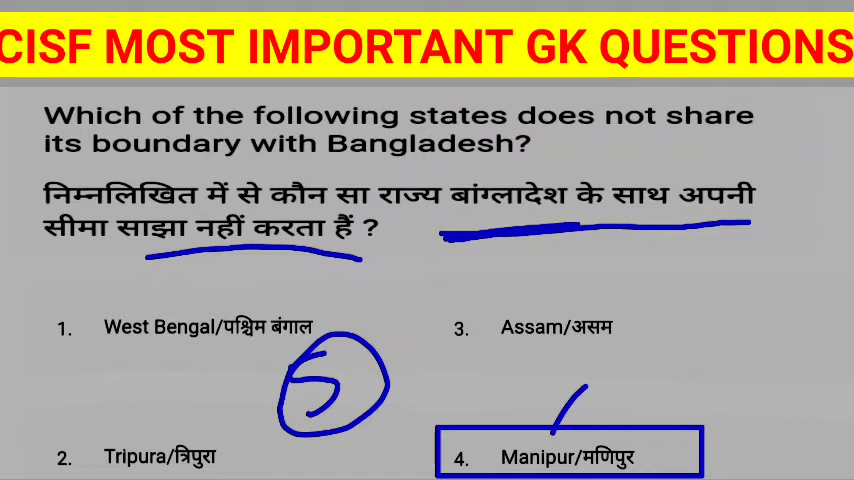 CISF MOST IMPORTANT GK QUESTIONS
Which of the following states does not share
its boundary with Bangladesh?
निम्नलिखित में से कौन सा राज्य बांग्लादेश के साथ अपनी
सीमा साझा नहीं करता हैं ?
1. West Bengal/पश्चिम बंगाल
3. Assam/असम
5
2. Tripura/त्रिपुरा
4. Manipur/मणिपुर